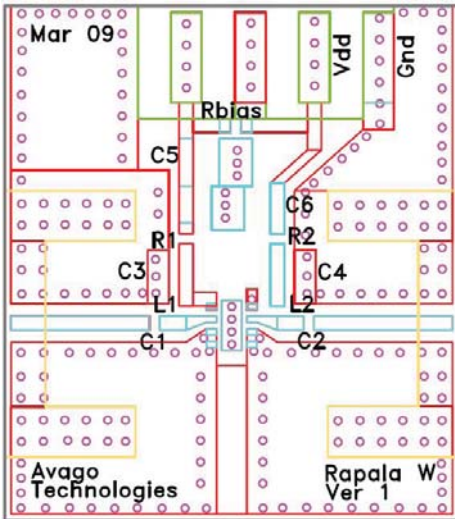 Mar 09
Vdd
Gnd
Rbias
C5
C6
R1
R2
C3
C4
L1
L2
C1
C2
Avago
Technologies
Rapala W
Ver 1